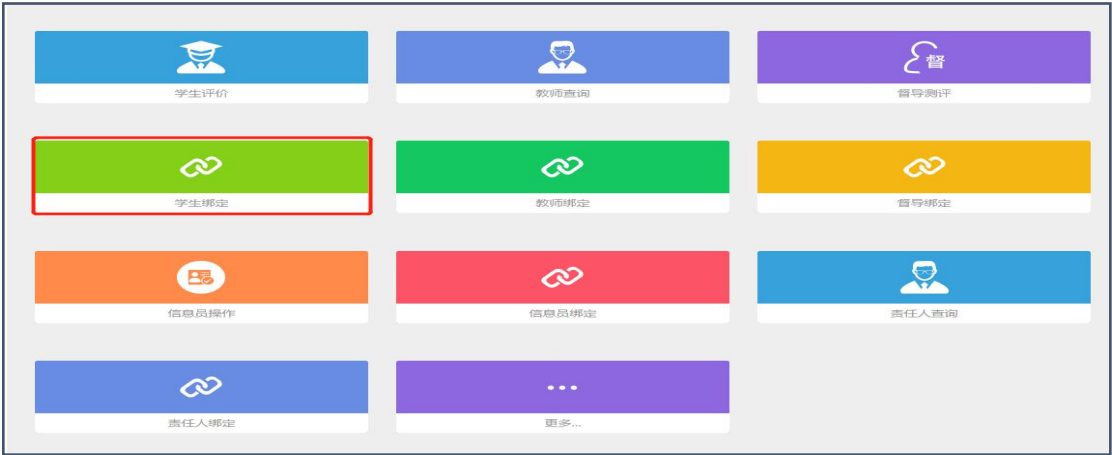 督
学生评价
教师查询
督导测评
学生绑定
教师绑定
督导绑定
信息员操作
信息员绑定
责任人查询
责任人绑定
更多...